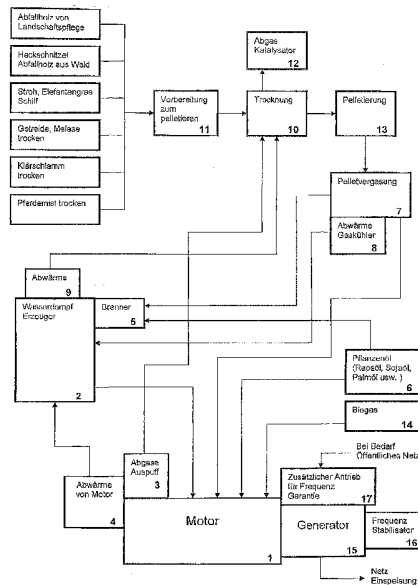 Abfallholz von
Landschaftspflege
Hackschnitzel
Abfallholz aus Wald
Stroh, Elefantengras
Schilf
Getreide, Melase
trocken
Klärschlamm
trocken
Pferdemist trocken
Vorbereitung
zum
pelletieren
11
Abgas
Katalysator
12
Trocknung
10
Pelletierung
13
Pelletvergasung
7
Abwärme
Gaskühler
8
Abwärme
9
Wasserdampf
Erzeuger
2
Brenner
5
Pflanzenöl
(Rapsöl, Sojaöl,
Palmöl usw. )
6
Biogas
14
Bei Bedarf
Öffentliches Netz
Abgase
Auspuff
3
Abwärme
von Motor
4
Motor
1
Zusätzlicher Antrieb
für Frequenz
Garantie
17
Generator
15
Frequenz
Stabilisator
16
Netz
Einspeisung